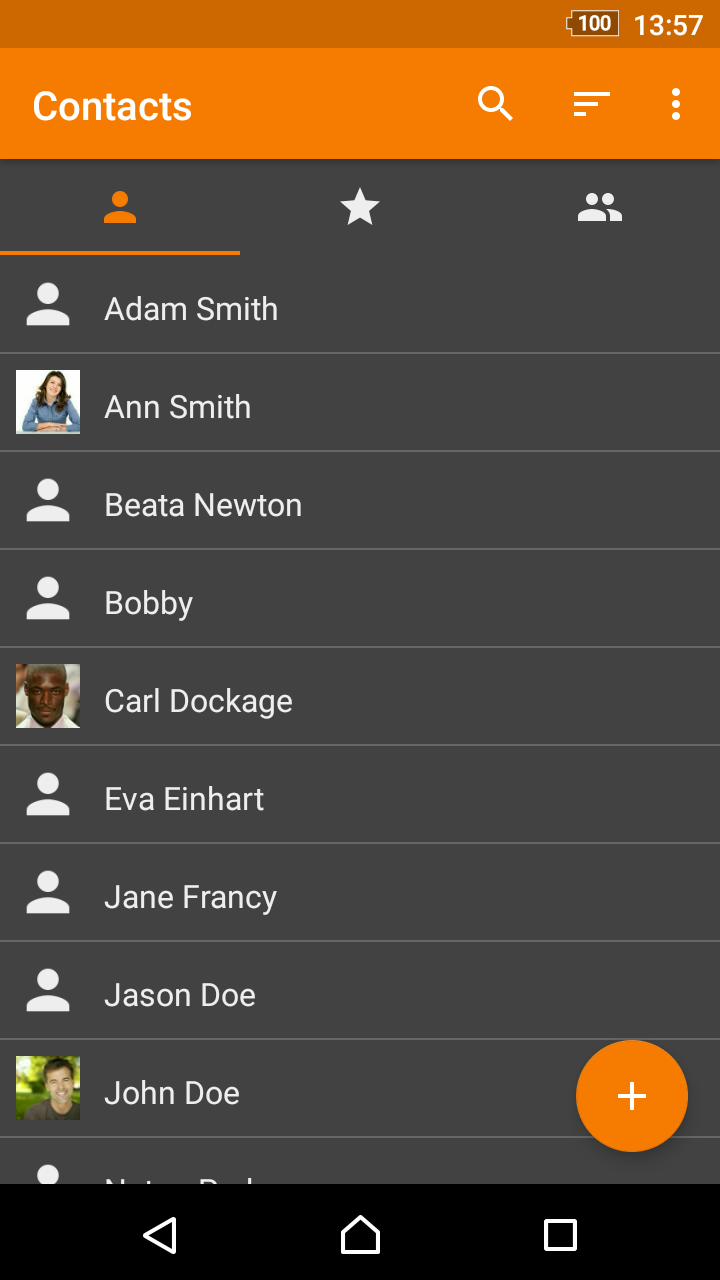 100 13:57
Contacts
Adam Smith
Ann Smith
Beata Newton
Bobby
Carl Dockage
Eva Einhart
Jane Francy
Jason Doe
John Doe